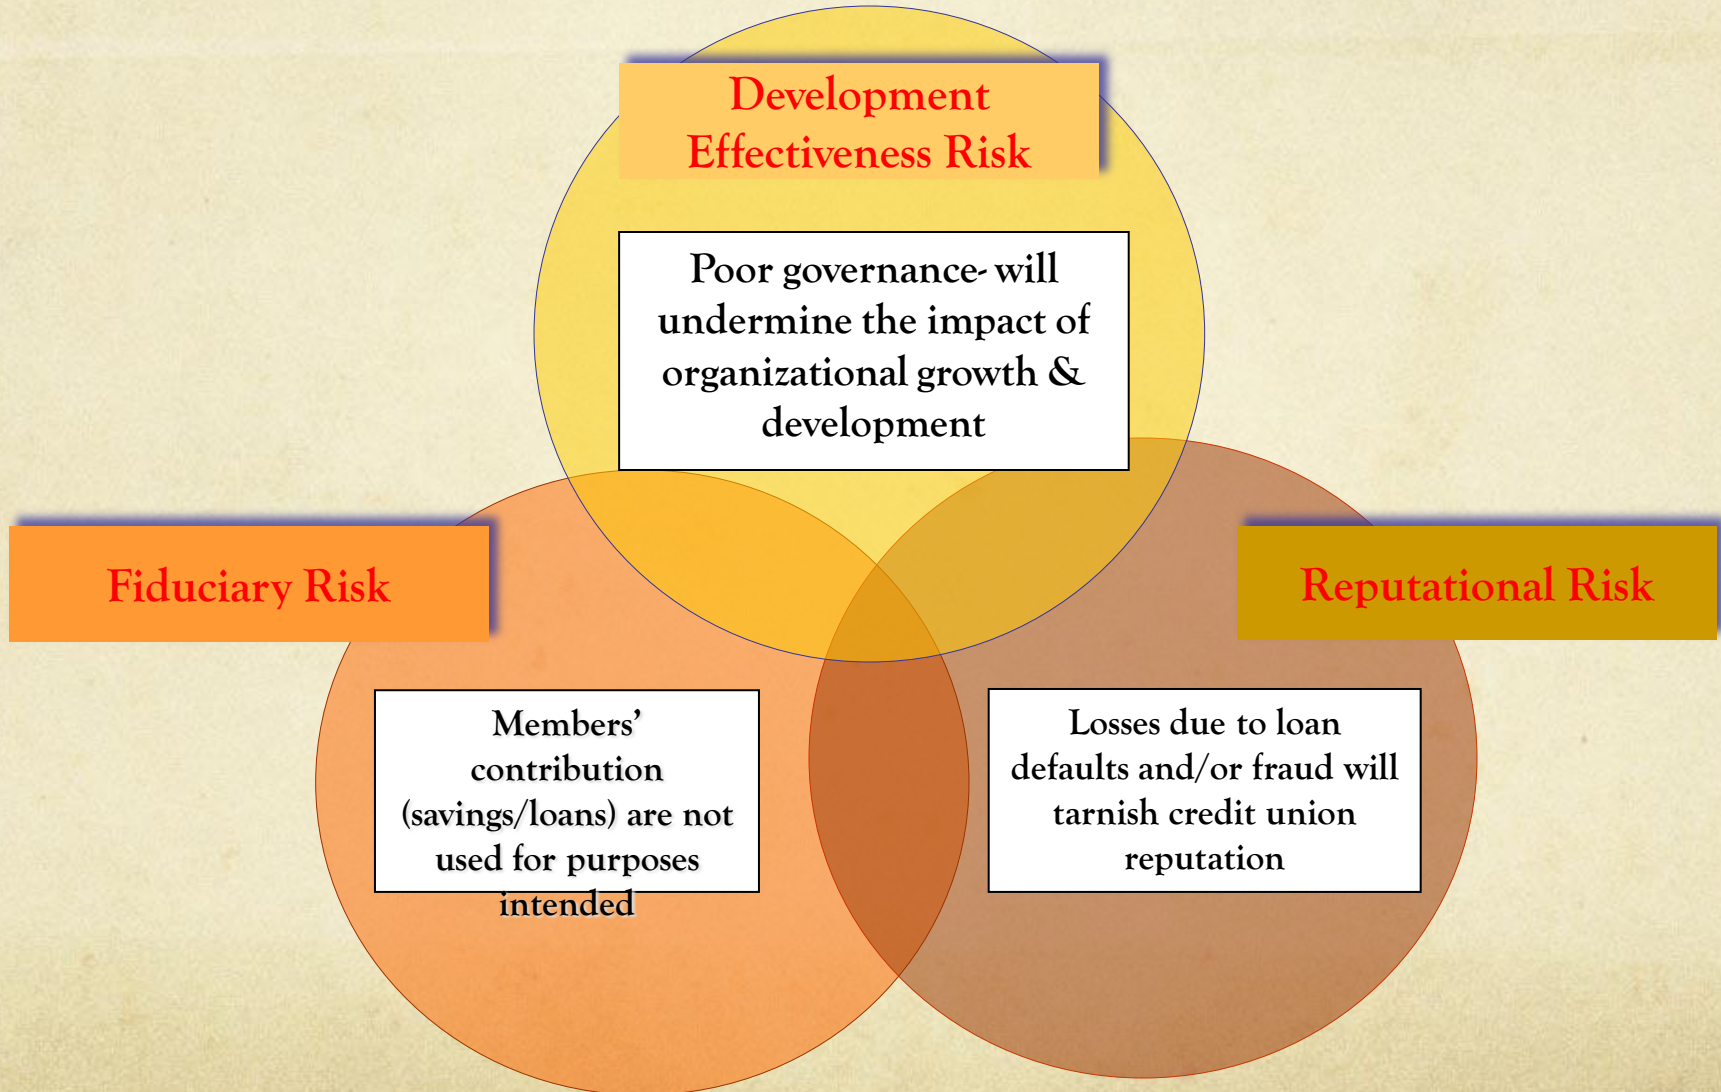 Development
Effectiveness Risk
Poor governance- will
undermine the impact of
organizational growth &
development
Fiduciary Risk
Reputational Risk
Members'
contribution
(savings/loans) are not
used for purposes
intended
Losses due to loan
defaults and/or fraud will
tarnish credit union
reputation